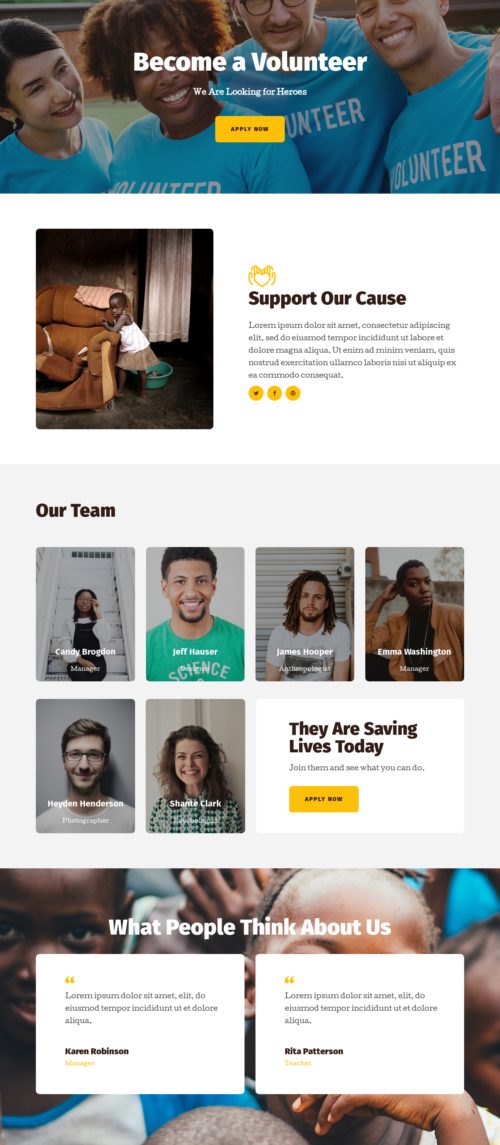 Become a Volunteer
We Are Looking for Heroes
APPLY NOW
VOLUNTEER
UNTEER
VOLUNTEER
Support Our Cause
Lorem ipsum dolor sit amet, consectetur adipiscing
elit, sed do eiusmod tempor incididunt ut labore et
dolore magna aliqua. Ut enim ad minim veniam, quis
nostrud exercitation ullamco laboris nisi ut aliquip ex
ea commodo consequat.
Our Team
Candy Brogdon
Manager
Jeff Hauser
Designer
SCIENCE
James Hooper
Anthropologist
Emma Washington
Manager
Heyden Henderson
Photographer
Shanté Clark
Psychologist
They Are Saving
Lives Today
Join them and see what you can do.
APPLY NOW
What People Think About Us
Lorem ipsum dolor sit amet, elit, do
eiusmod tempor incididunt ut et dolore
aliqua.
Karen Robinson
Manager
Lorem ipsum dolor sit amet, elit, do
eiusmod tempor incididunt ut et dolore
aliqua.
Rita Patterson
Teacher